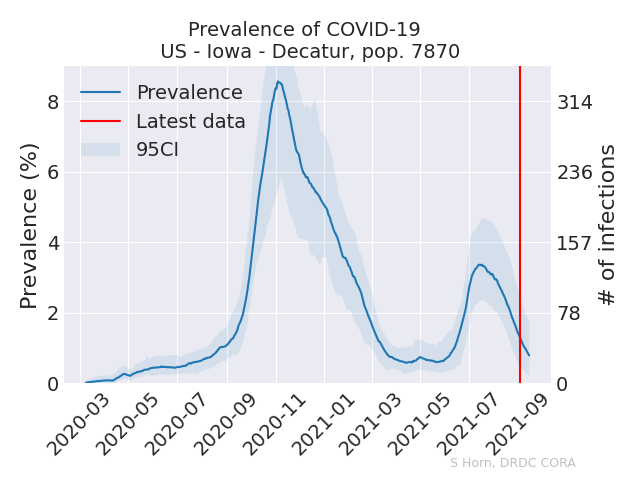 Prevalence of COVID-19
US - Iowa - Decatur, pop. 7870
Prevalence
Latest data
95CI
Prevalence (%)
8
6
4
2
0
314
236
157
78
0
# of infections
2020-03
2020-05
2020-07
2020-09
2020-11
2021-01
2021-03
2021-05
2021-07
2021-09
S Horn, DRDC CORA